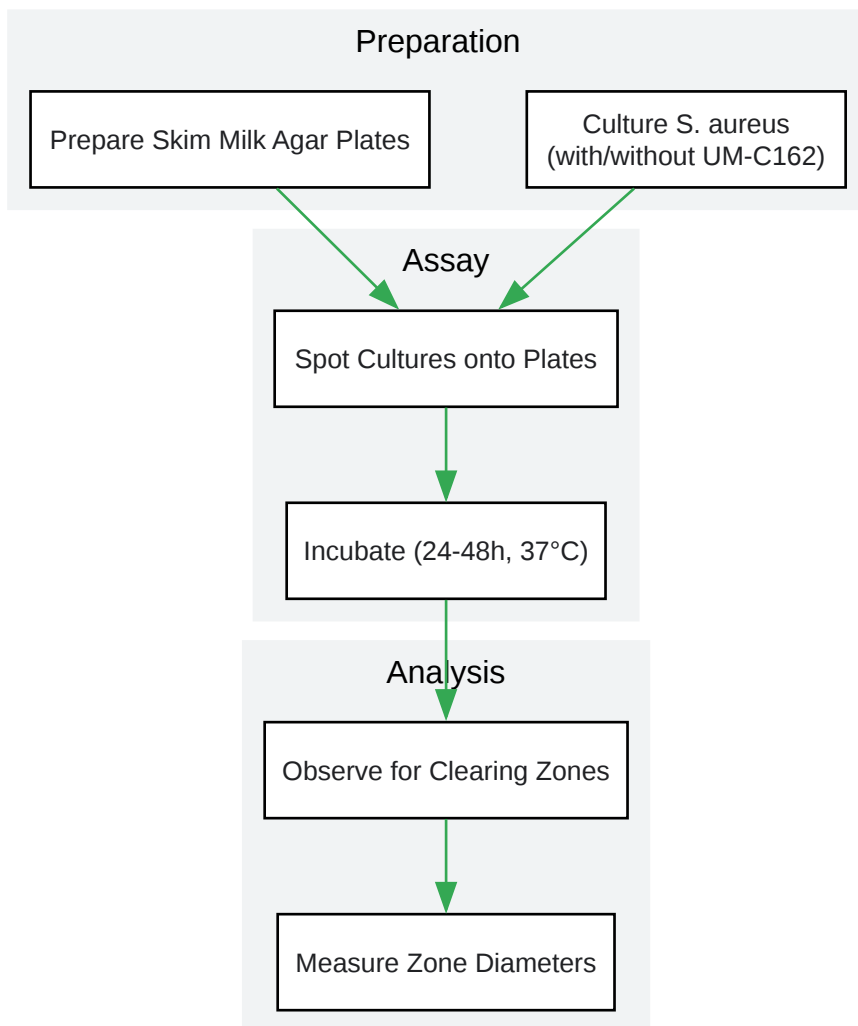 Preparation
Prepare Skim Milk Agar Plates
Culture S. aureus
(with/without UM-C162)
Assay
Spot Cultures onto Plates
Incubate (24-48h, 37°C)
Analysis
Observe for Clearing Zones
Measure Zone Diameters